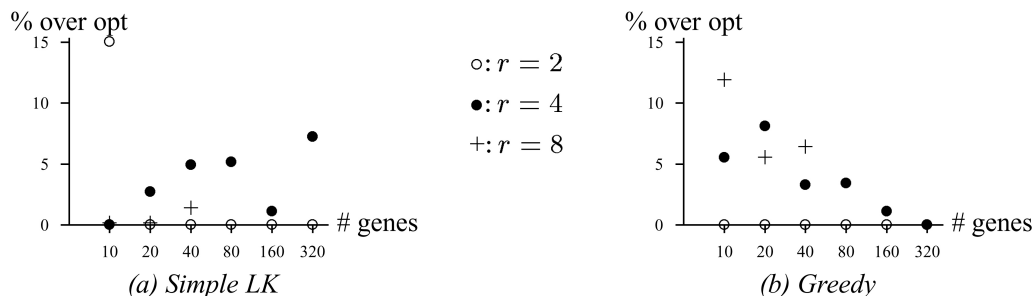 % over opt
15
10
5
0
10 20 40 80 160 320
# genes
(a) Simple LK
○: r = 2
●: r = 4
+: r = 8
% over opt
15
10
5
0
10 20 40 80 160 320
# genes
(b) Greedy